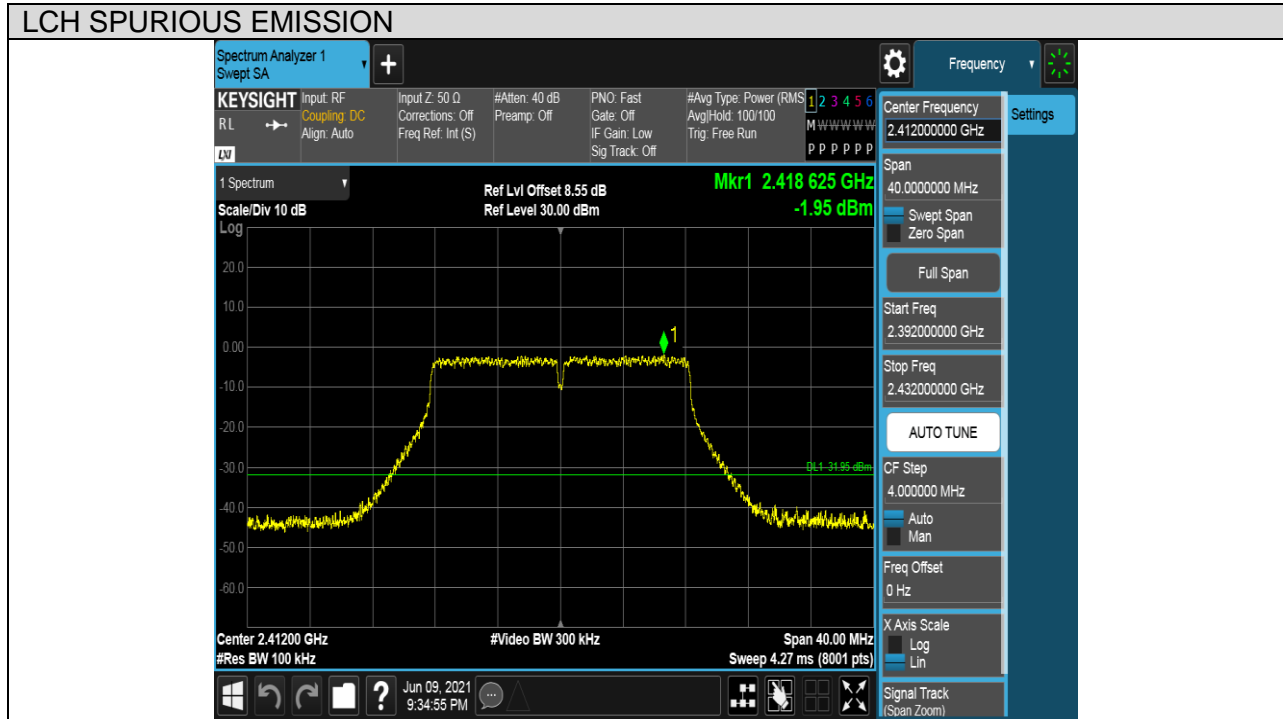 LCH SPURIOUS EMISSION
Spectrum Analyzer 1
Swept SA
+
Frequency
KEYSIGHT
RL
LXI
Input: RF
Coupling: DC
Align: Auto
Input Z: 50 Ω
Corrections: Off
Freq Ref: Int (S)
#Atten: 40 dB
Preamp: Off
PNO: Fast
Gate: Off
IF Gain: Low
Sig Track: Off
#Avg Type: Power (RMS
Avg|Hold: 100/100
Trig: Free Run
1 2 3 4 5 6
M W W W W W
P P P P P P
1 Spectrum
Scale/Div 10 dB
Log
Ref Lvl Offset 8.55 dB
Ref Level 30.00 dBm
Mkr1 2.418 625 GHz
-1.95 dBm
20.0
10.0
0.00
-10.0
-20.0
-30.0
-40.0
-50.0
-60.0
1
DL1 -31.95 dBm
Center 2.41200 GHz
#Res BW 100 kHz
#Video BW 300 kHz
Span 40.00 MHz
Sweep 4.27 ms (8001 pts)
Center Frequency
2.412000000 GHz
Settings
Span
40.0000000 MHz
Swept Span
Zero Span
Full Span
Start Freq
2.392000000 GHz
Stop Freq
2.432000000 GHz
AUTO TUNE
CF Step
4.000000 MHz
Auto
Man
Freq Offset
0 Hz
X Axis Scale
Log
Lin
Signal Track
(Span Zoom)
?
Jun 09, 2021
9:34:55 PM